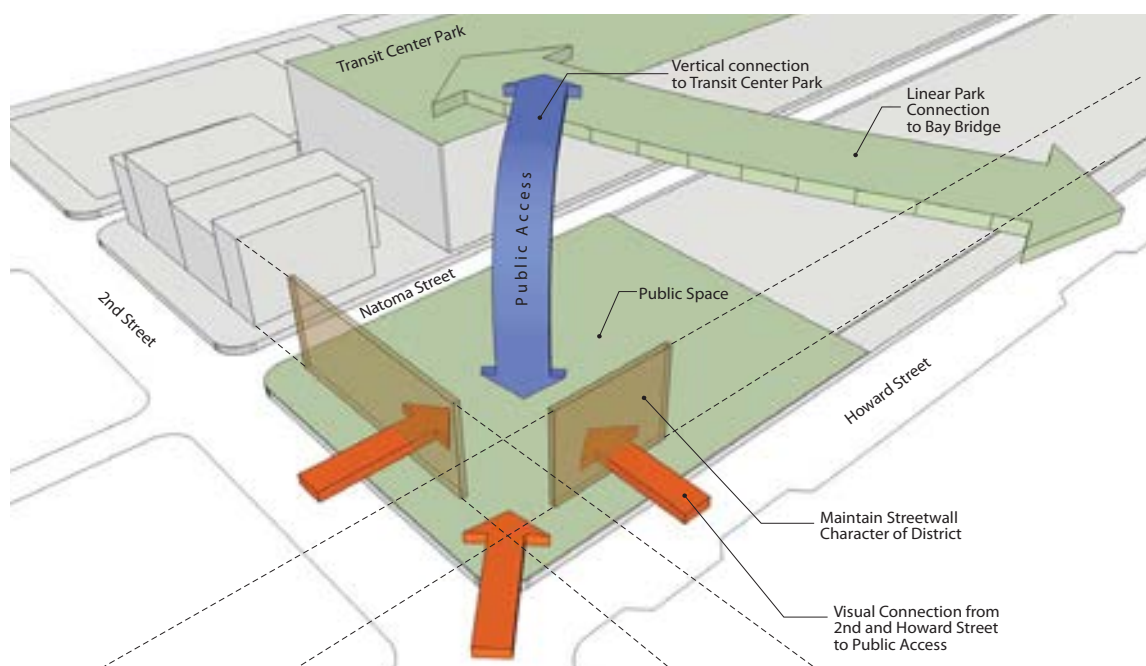 Transit Center Park
Vertical connection
to Transit Center Park
Linear Park
Connection
to Bay Bridge
Public Access
2nd Street
Natoma Street
Public Space
Howard Street
Maintain Streetwall
Character of District
Visual Connection from
2nd and Howard Street
to Public Access